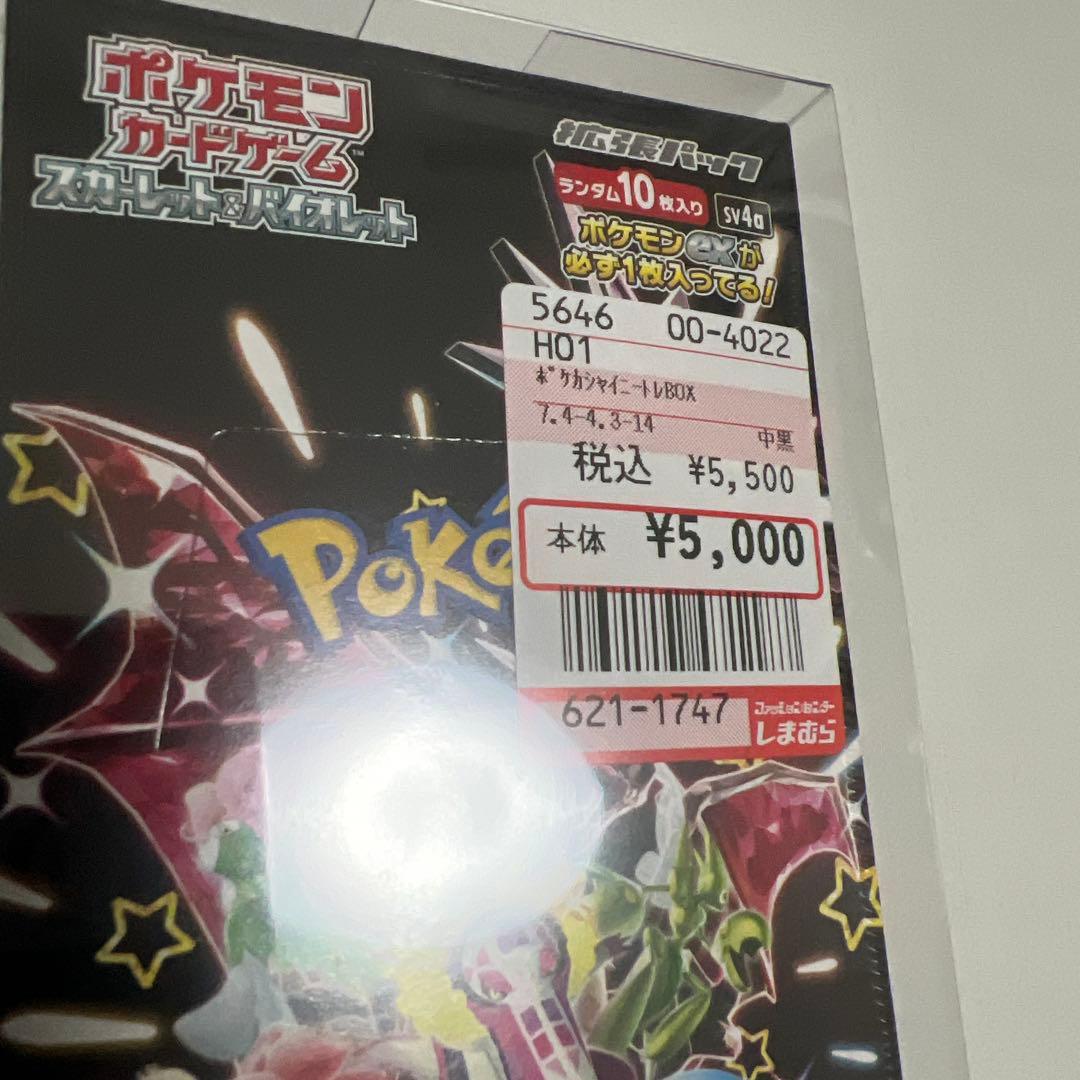 ポケモン
カードゲーム™
スカーレット&バイオレット
拡張パック
ランダム10枚入り
sv4a
ポケモンexが
必ず1枚入ってる!
5646 00-4022
H01
ポケカシャイニートレBOX
7.4-4.3-14 中黒
税込 ¥5,500
本体 ¥5,000
621-1747
ファッションセンター
しまむら
Poké